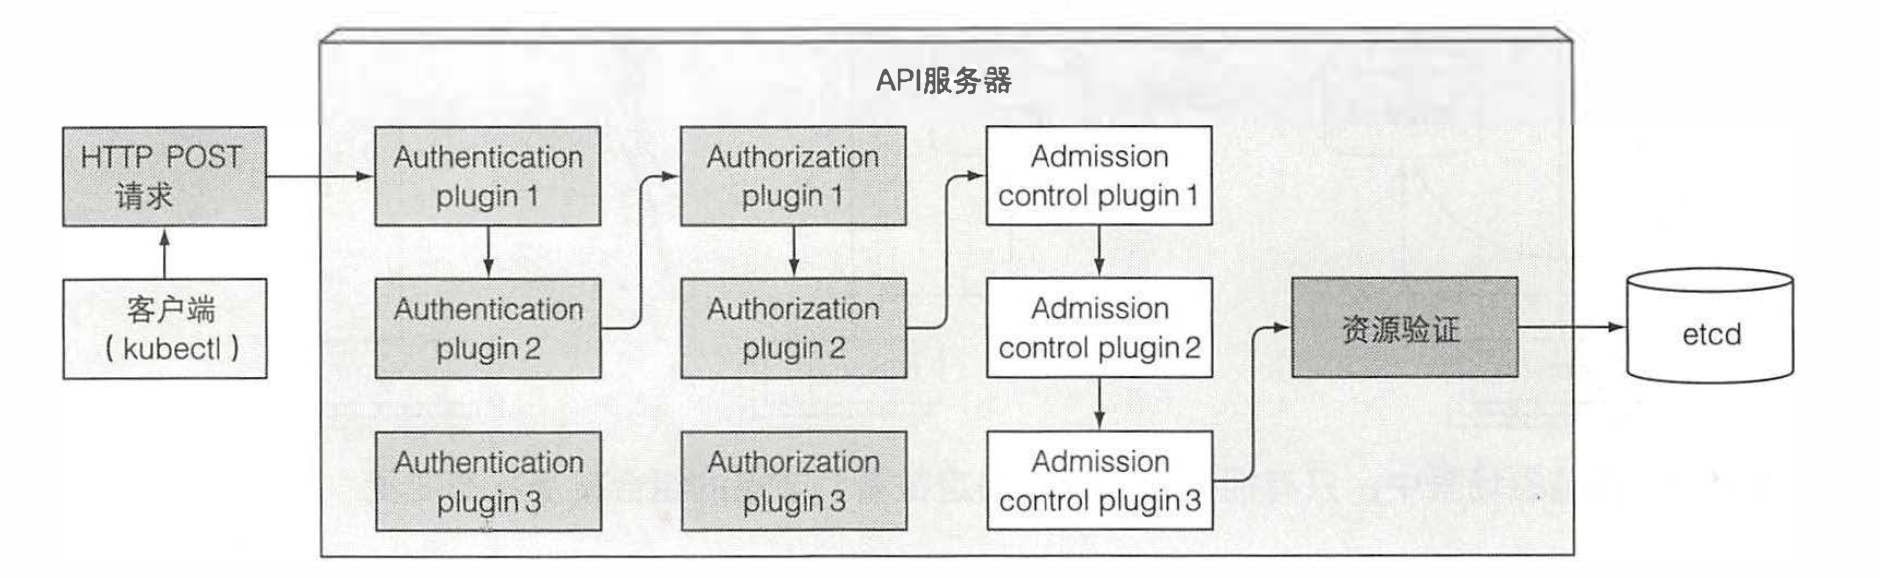 API服务器
HTTP POST
请求
客户端
（kubectl）
Authentication
plugin 1
Authentication
plugin 2
Authentication
plugin 3
Authorization
plugin 1
Authorization
plugin 2
Authorization
plugin 3
Admission
control plugin 1
Admission
control plugin 2
Admission
control plugin 3
资源验证
etcd